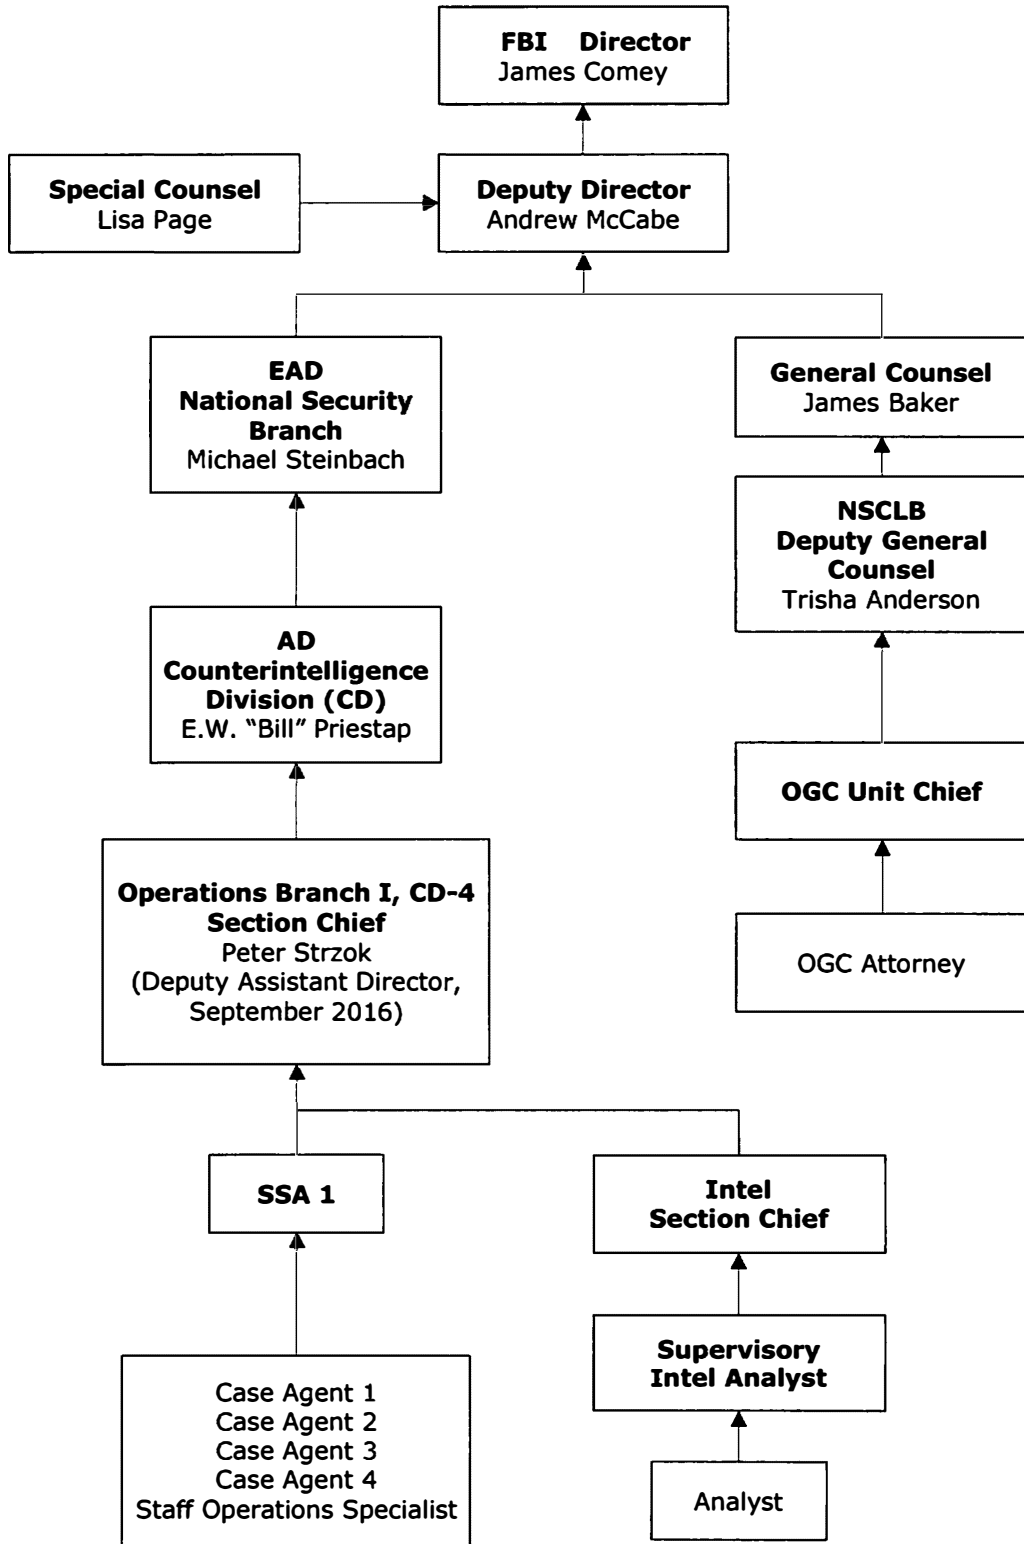 FBI Director
James Comey
Special Counsel
Lisa Page
Deputy Director
Andrew McCabe
EAD
National Security
Branch
Michael Steinbach
General Counsel
James Baker
NSCLB
Deputy General
Counsel
Trisha Anderson
AD
Counterintelligence
Division (CD)
E.W. “Bill” Priestap
OGC Unit Chief
Operations Branch I, CD-4
Section Chief
Peter Strzok
(Deputy Assistant Director,
September 2016)
OGC Attorney
SSA 1
Intel
Section Chief
Supervisory
Intel Analyst
Case Agent 1
Case Agent 2
Case Agent 3
Case Agent 4
Staff Operations Specialist
Analyst